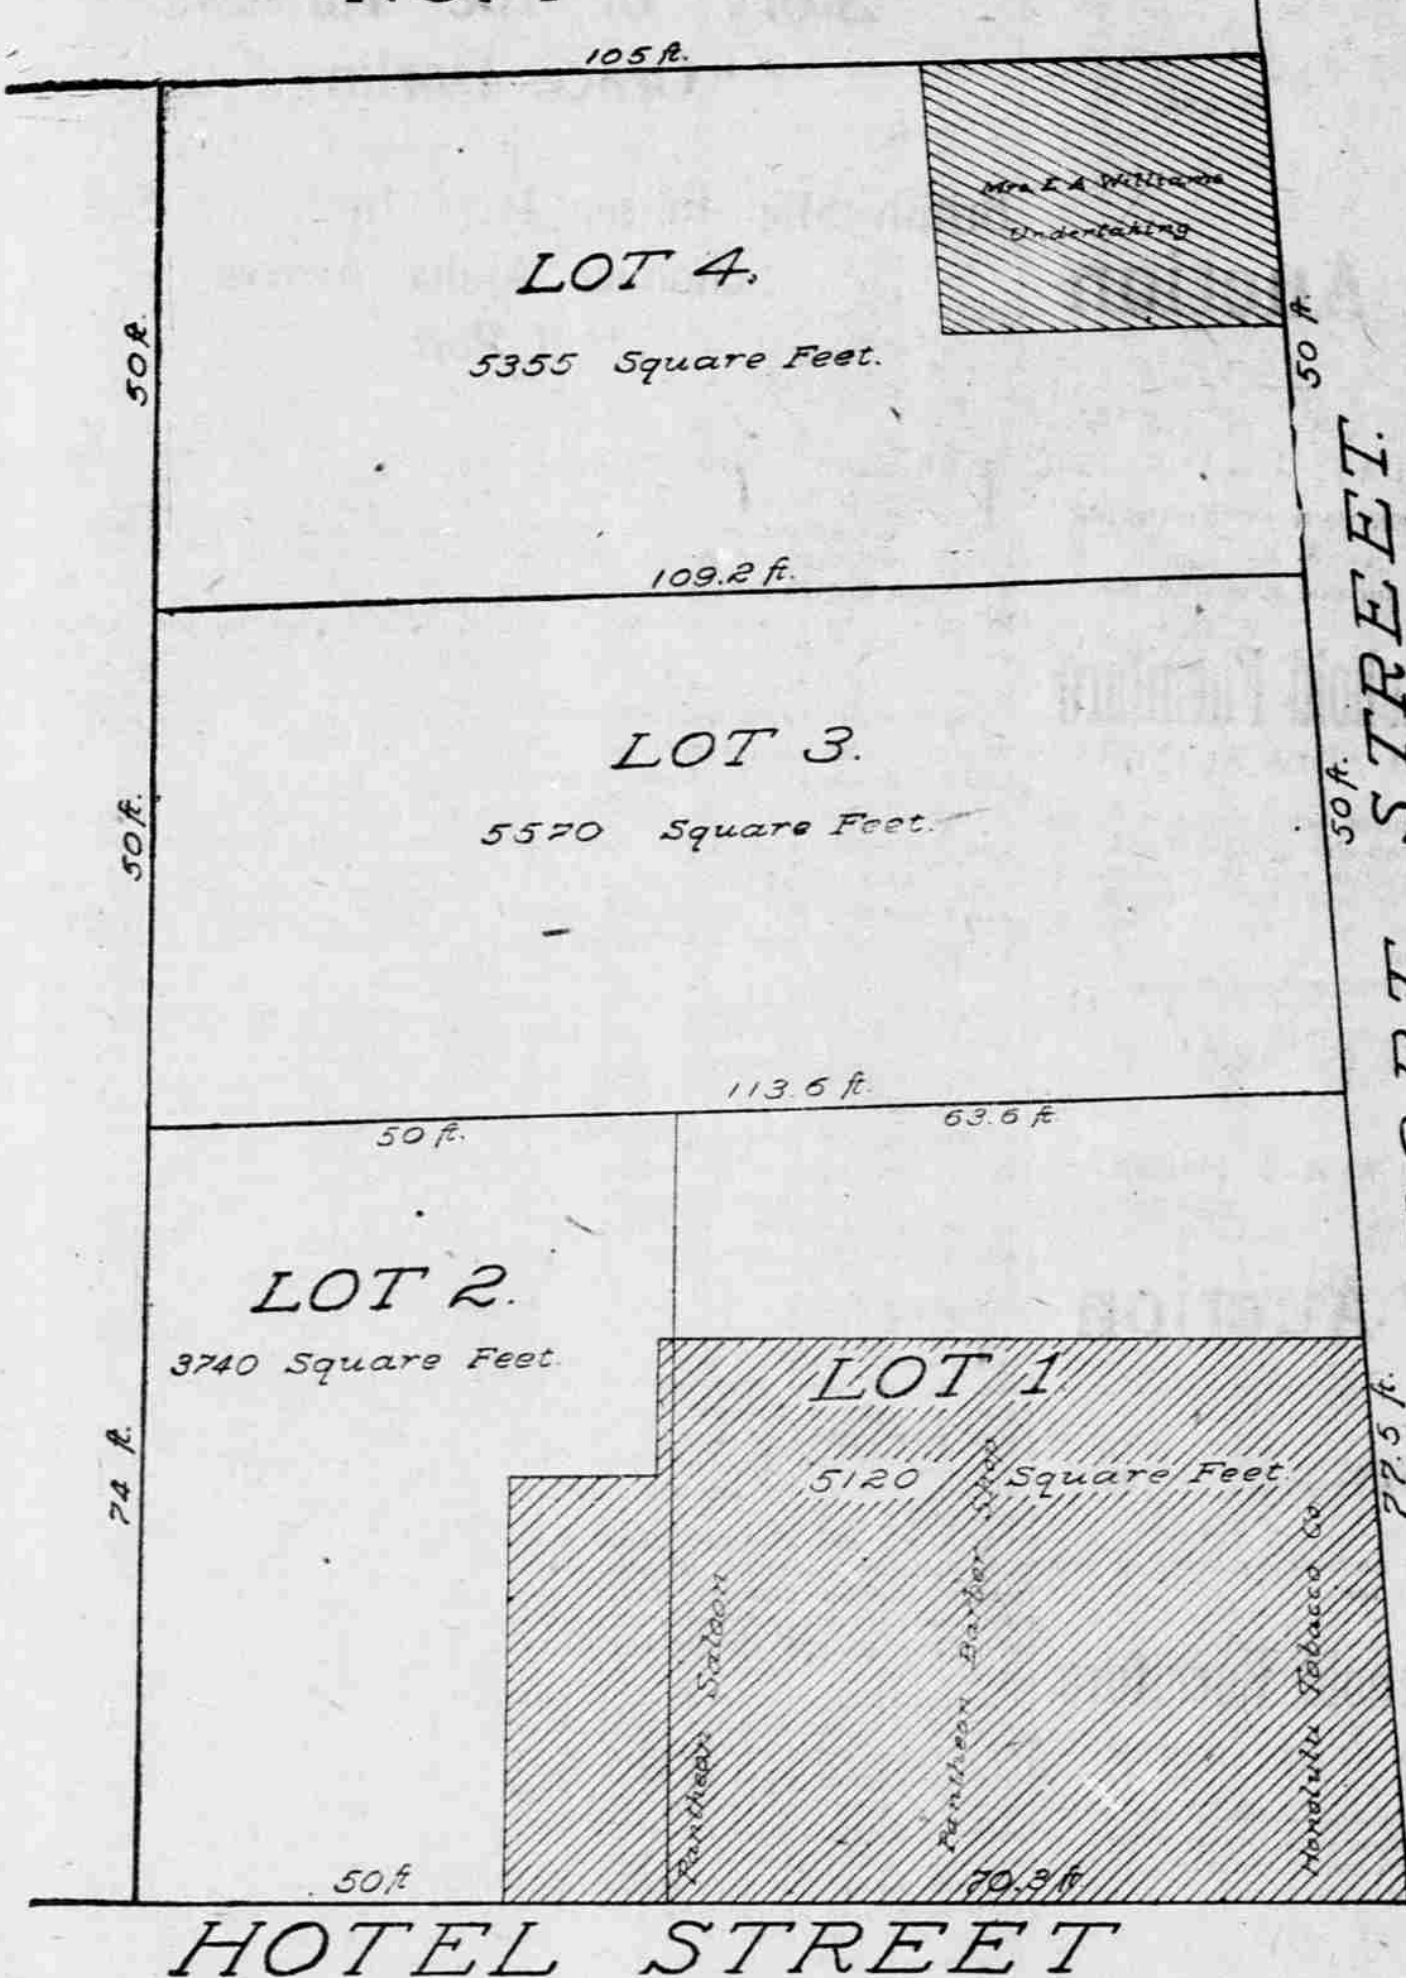 105 ft.
Mrs E A Williams
Undertaking
LOT 4.
5355 Square Feet.
50 ft.
50 ft.
109.2 ft.
LOT 3.
5570 Square Feet.
50 ft.
50 ft.
STREET.
113.6 ft.
50 ft.
63.6 ft
LOT 2.
3740 Square Feet.
LOT 1
5120 Square Feet
74 ft.
77.5 ft.
Pantheon Saloon
Pantheon Barber Shop
Honolulu Tobacco Co
50 ft
70.3 ft
HOTEL STREET